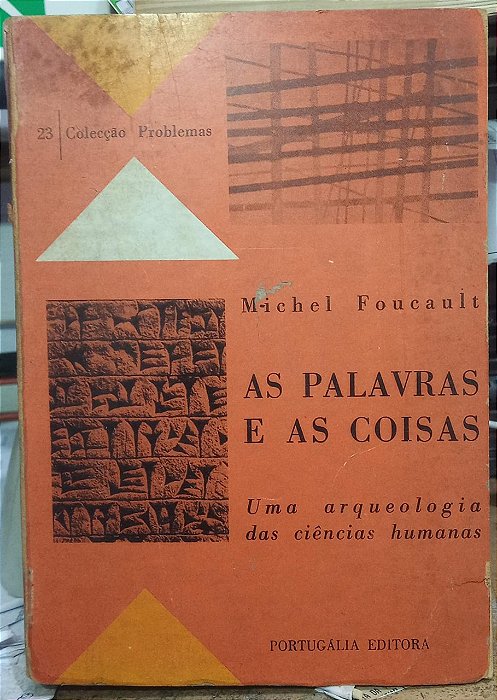 23 | Colecção Problemas
Michel Foucault
AS PALAVRAS
E AS COISAS
Uma arqueologia
das ciências humanas
PORTUGÁLIA EDITORA